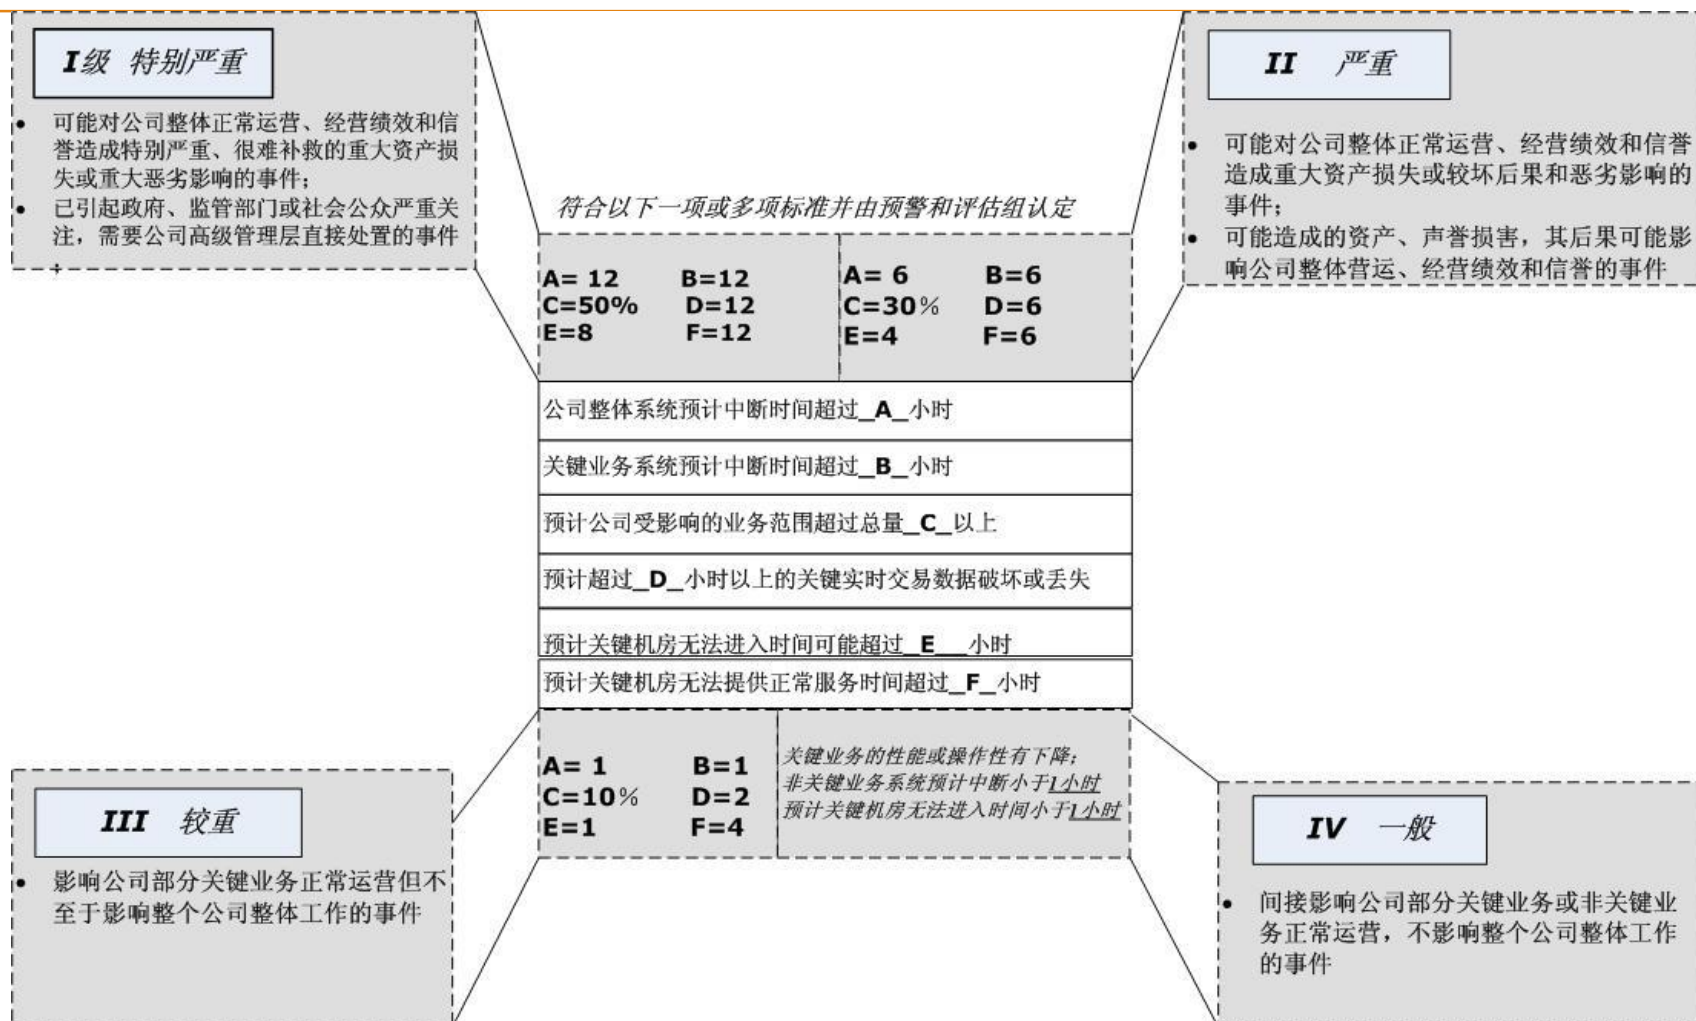 I级 特别严重
• 可能对公司整体正常运营、经营绩效和信
誉造成特别严重、很难补救的重大资产损
失或重大恶劣影响的事件；
• 已引起政府、监管部门或社会公众严重关
注，需要公司高级管理层直接处置的事件
；
II 严重
• 可能对公司整体正常运营、经营绩效和信誉
造成重大资产损失或较坏后果和恶劣影响的
事件；
• 可能造成的资产、声誉损害，其后果可能影
响公司整体营运、经营绩效和信誉的事件
符合以下一项或多项标准并由预警和评估组认定
A= 12 B=12
C=50% D=12
E=8 F=12
A= 6 B=6
C=30% D=6
E=4 F=6
公司整体系统预计中断时间超过_A_小时
关键业务系统预计中断时间超过_B_小时
预计公司受影响的业务范围超过总量_C_以上
预计超过_D_小时以上的关键实时交易数据破坏或丢失
预计关键机房无法进入时间可能超过_E__小时
预计关键机房无法提供正常服务时间超过_F_小时
A= 1 B=1
C=10% D=2
E=1 F=4
关键业务的性能或操作性有下降；
非关键业务系统预计中断小于1小时
预计关键机房无法进入时间小于1小时
III 较重
• 影响公司部分关键业务正常运营但不
至于影响整个公司整体工作的事件
IV 一般
• 间接影响公司部分关键业务或非关键业
务正常运营，不影响整个公司整体工作
的事件